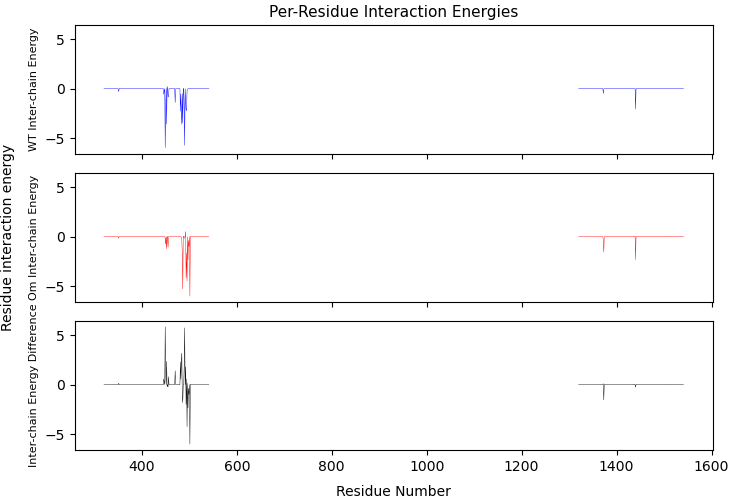 Per-Residue Interaction Energies
Residue interaction energy
WT Inter-chain Energy
5
0
−5
Om Inter-chain Energy
5
0
−5
Inter-chain Energy Difference
5
0
−5
400 600 800 1000 1200 1400 1600
Residue Number